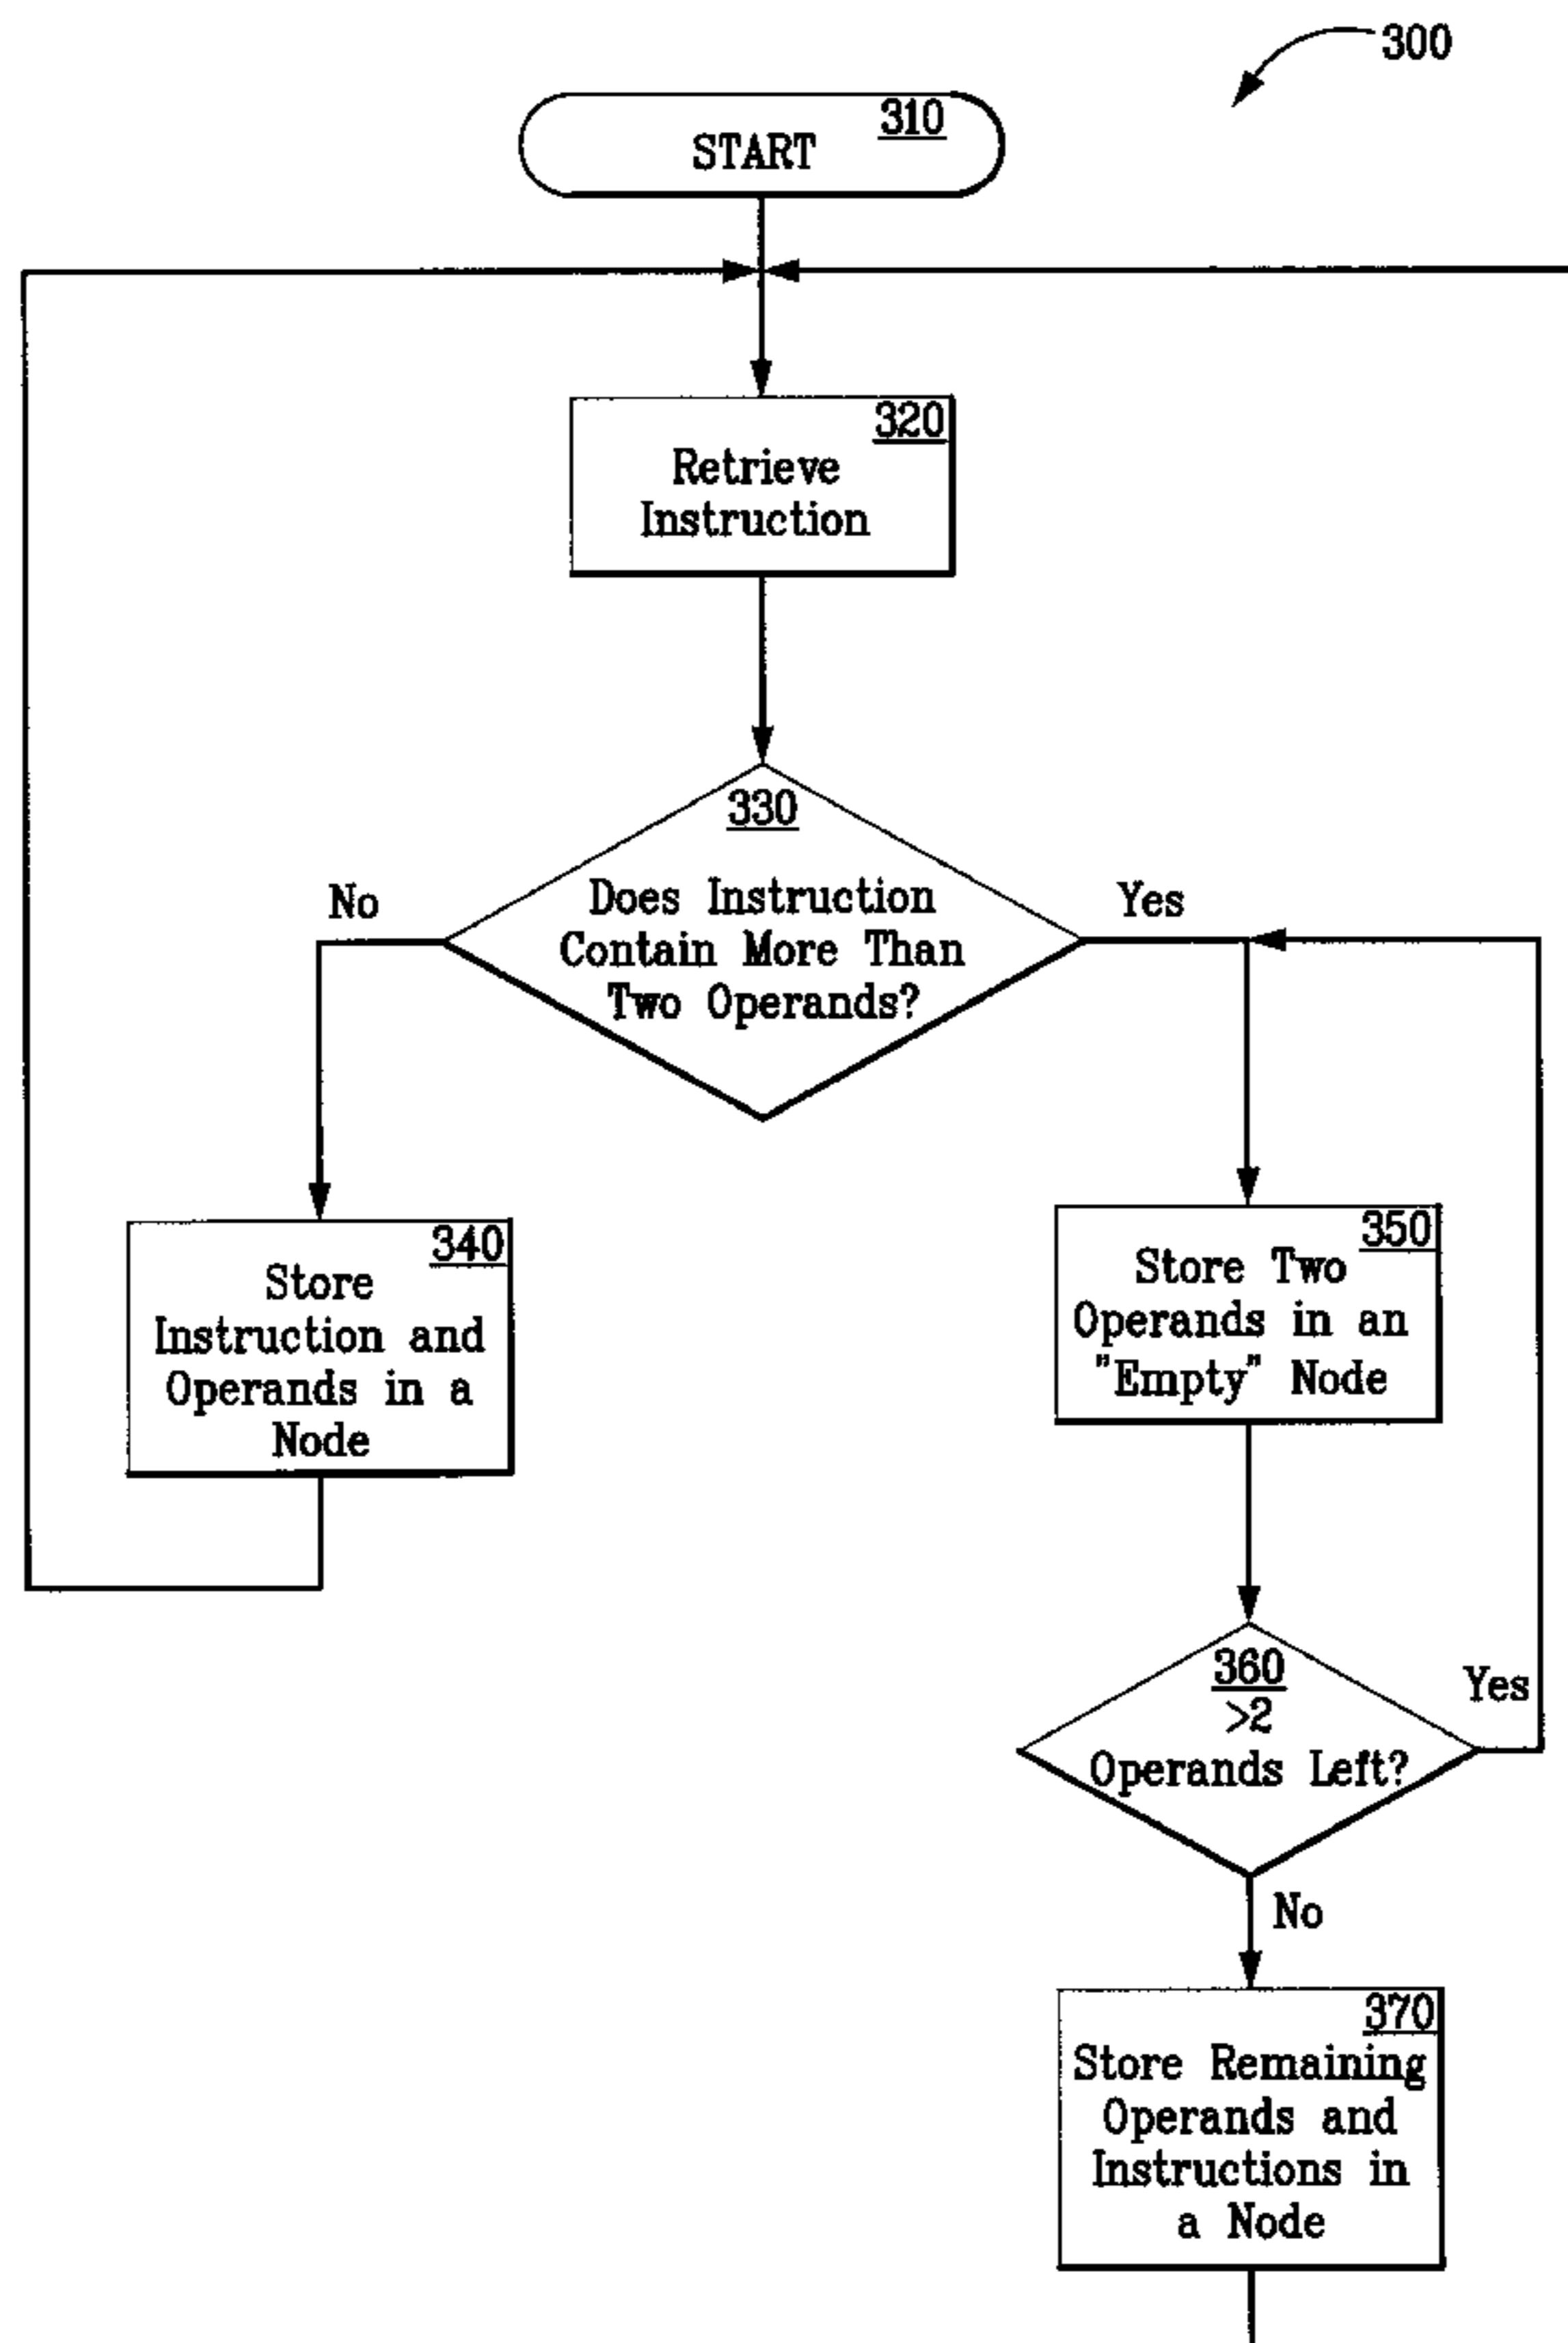 300
310
START
320
Retrieve
Instruction
330
Does Instruction
Contain More Than
Two Operands?
No
Yes
340
Store
Instruction and
Operands in a
Node
350
Store Two
Operands in an
"Empty" Node
360
>2
Operands Left?
Yes
No
370
Store Remaining
Operands and
Instructions in
a Node